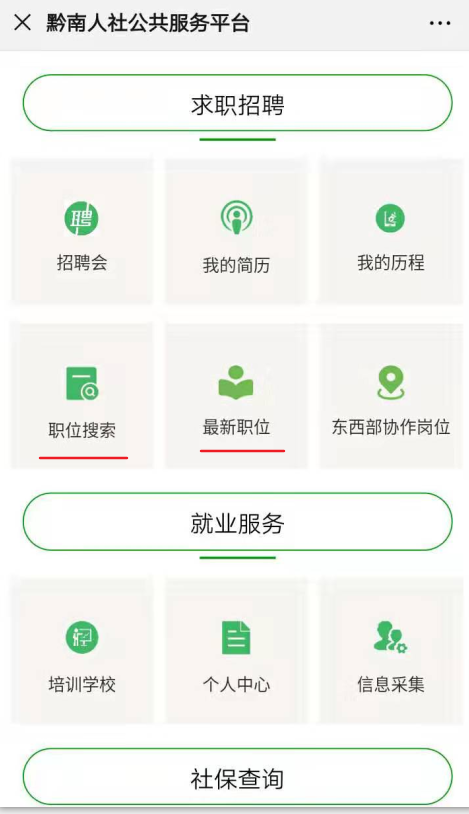 黔南人社公共服务平台
求职招聘
招聘会
我的简历
我的历程
职位搜索
最新职位
东西部协作岗位
就业服务
培训学校
个人中心
信息采集
社保查询